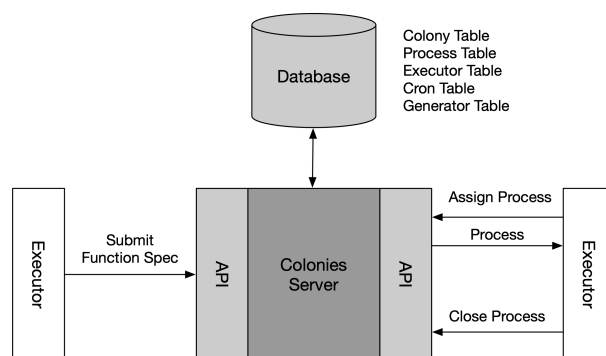 Colony Table
Process Table
Executor Table
Cron Table
Generator Table
Database
Executor
Submit
Function Spec
API
Colonies
Server
API
Assign Process
Process
Close Process
Executor